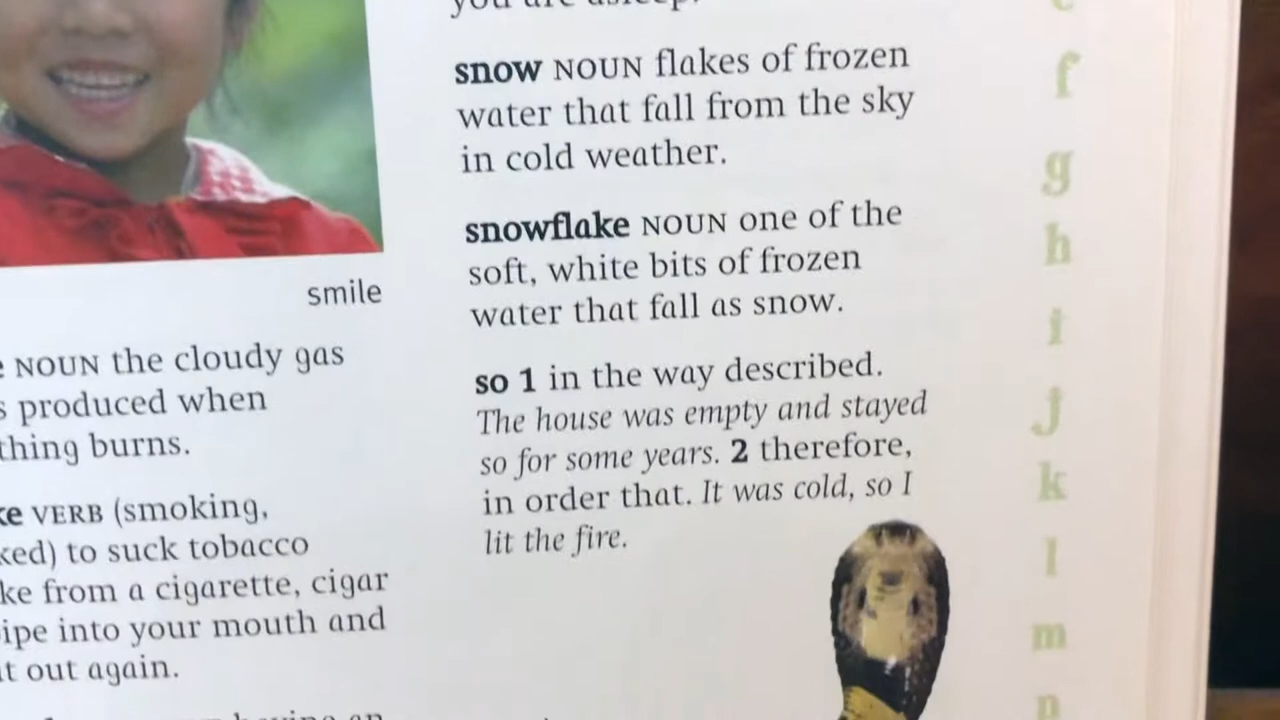 smile
NOUN the cloudy gas
produced when
thing burns.
VERB (smoking,
to suck tobacco
from a cigarette, cigar
into your mouth and
out again.
you are asleep.
snow NOUN flakes of frozen
water that fall from the sky
in cold weather.
snowflake NOUN one of the
soft, white bits of frozen
water that fall as snow.
so 1 in the way described.
The house was empty and stayed
so for some years. 2 therefore,
in order that. It was cold, so I
lit the fire.
f
g
h
i
j
k
l
m